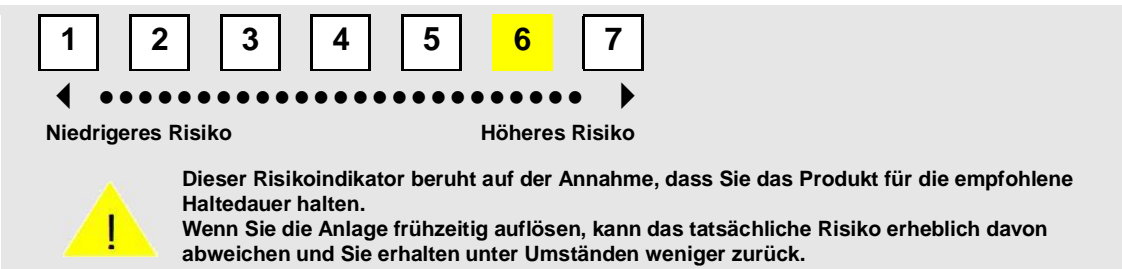 1 2 3 4 5 6 7
Niedrigeres Risiko Höheres Risiko
Dieser Risikoindikator beruht auf der Annahme, dass Sie das Produkt für die empfohlene
Haltedauer halten.
Wenn Sie die Anlage frühzeitig auflösen, kann das tatsächliche Risiko erheblich davon
abweichen und Sie erhalten unter Umständen weniger zurück.
!